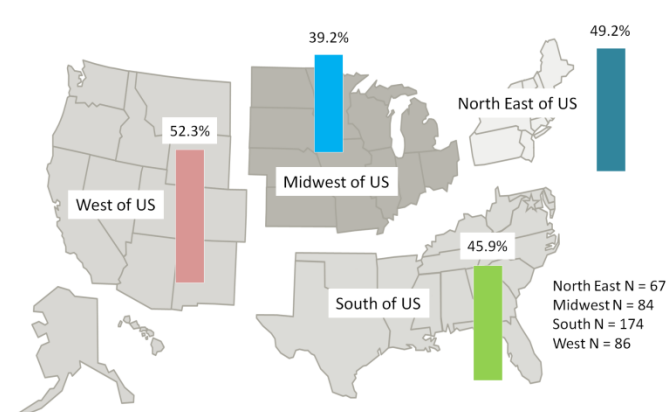 49.2%
39.2%
North East of US
52.3%
Midwest of US
West of US
45.9%
South of US
North East N = 67
Midwest N = 84
South N = 174
West N = 86